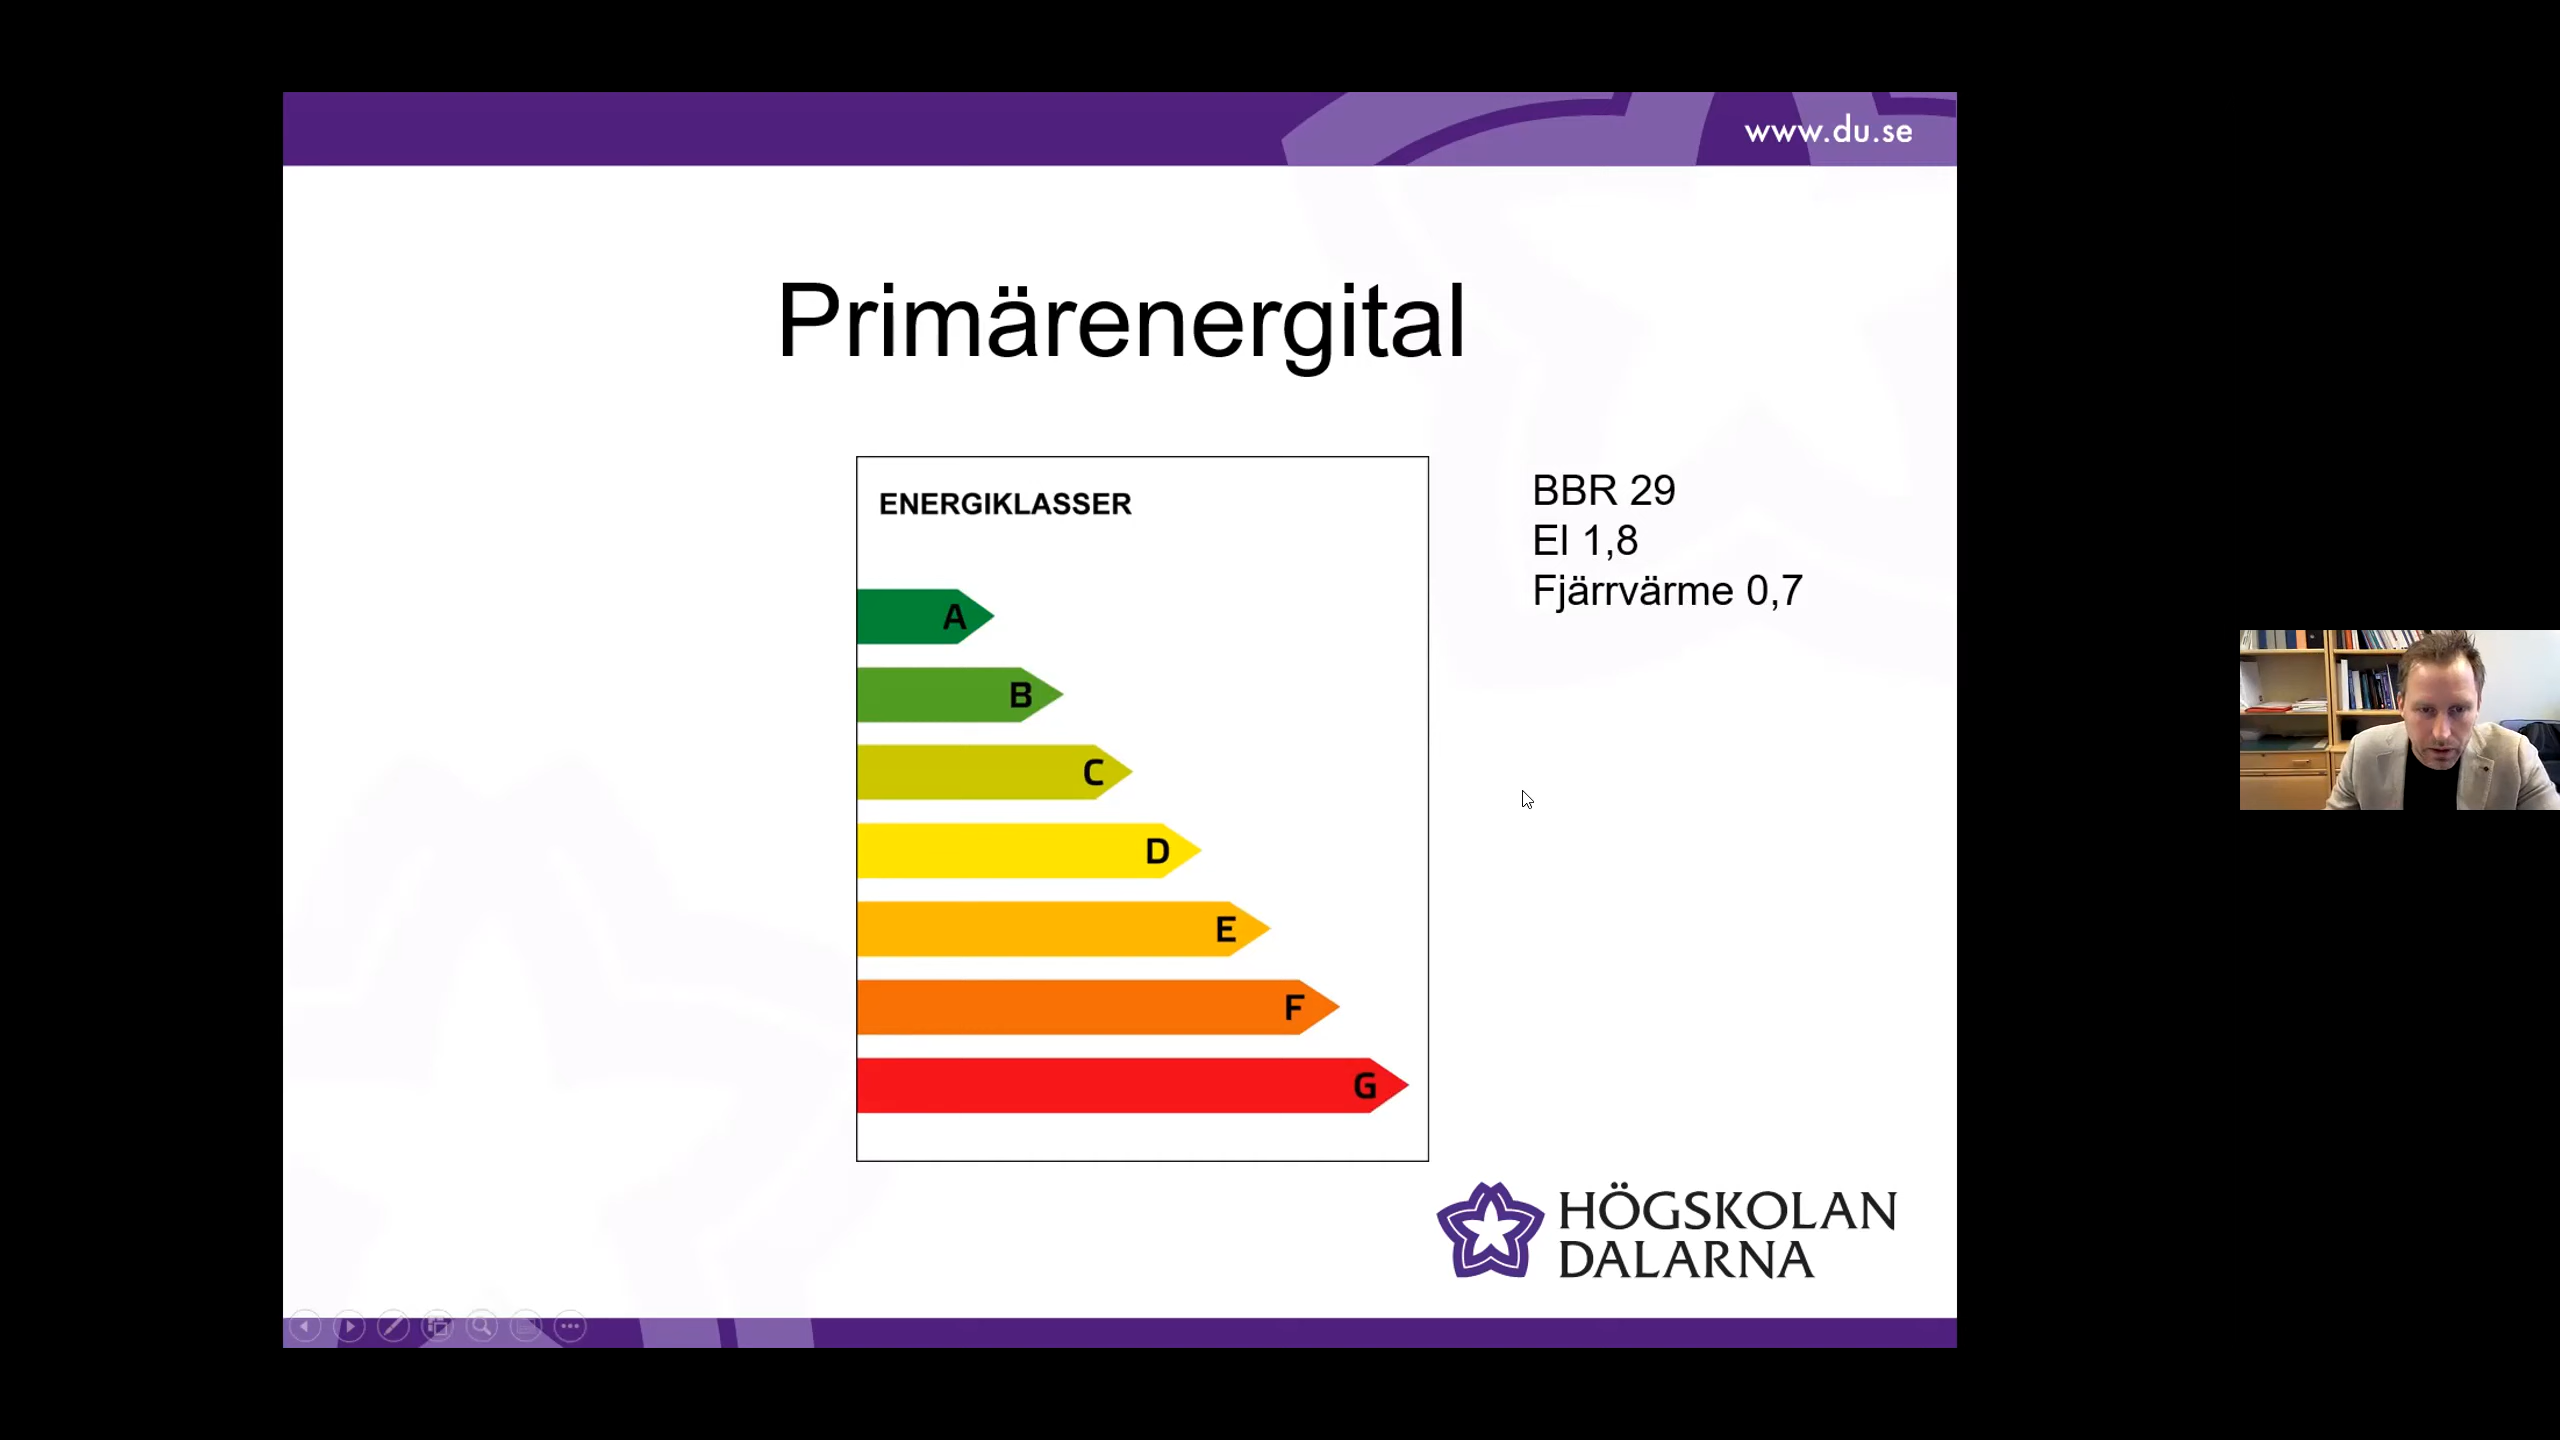 www.du.se
Primärenergital
ENERGIKLASSER
A
B
C
D
E
F
G
BBR 29
El 1,8
Fjärrvärme 0,7
HÖGSKOLAN
DALARNA